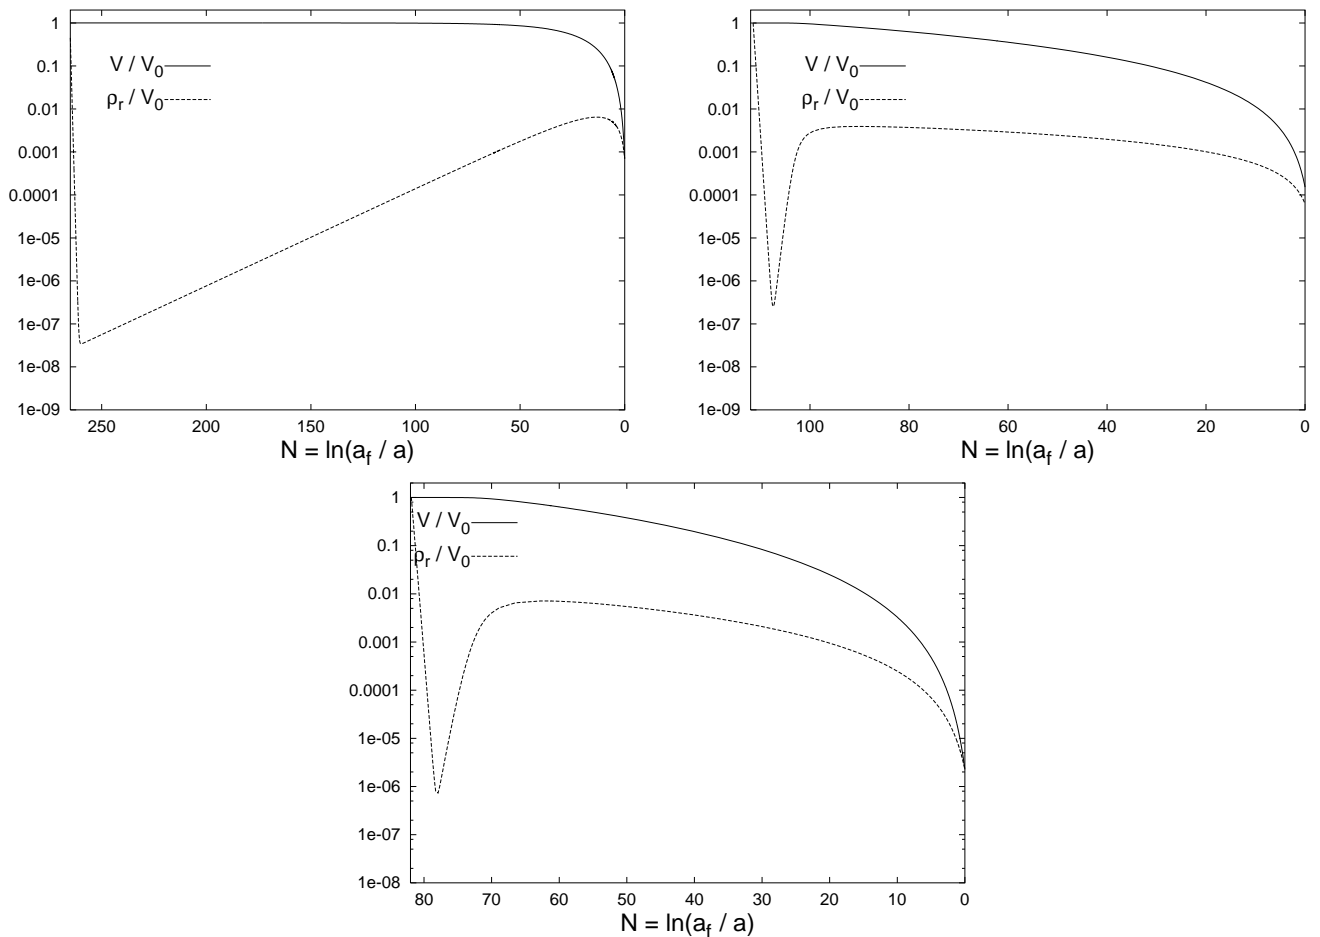 1
0.1
0.01
0.001
0.0001
1e-05
1e-06
1e-07
1e-08
1e-09
V / V0
ρr / V0
250 200 150 100 50 0
N = ln(af / a)
1
0.1
0.01
0.001
0.0001
1e-05
1e-06
1e-07
1e-08
1e-09
V / V0
ρr / V0
100 80 60 40 20 0
N = ln(af / a)
1
0.1
0.01
0.001
0.0001
1e-05
1e-06
1e-07
1e-08
V / V0
ρr / V0
80 70 60 50 40 30 20 10 0
N = ln(af / a)